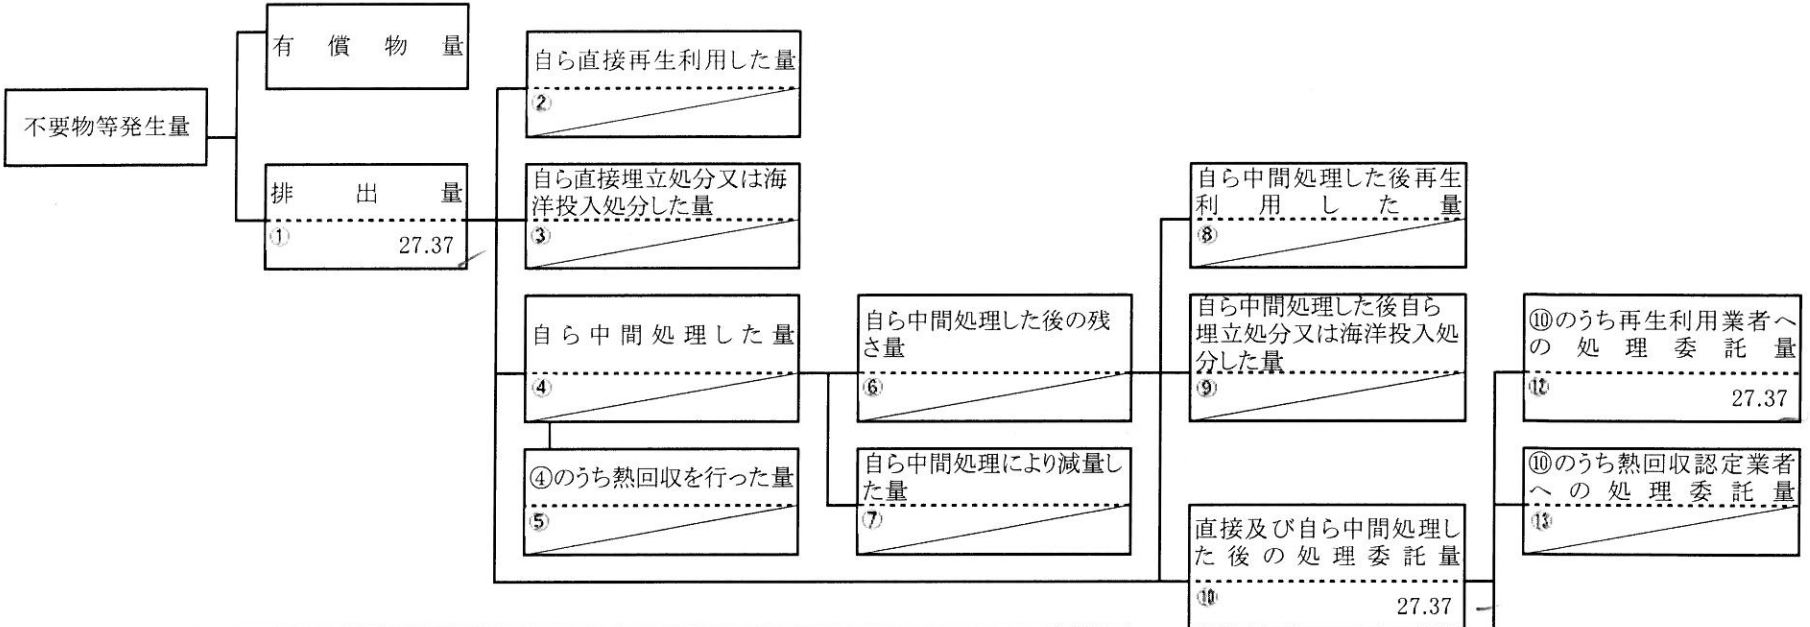 有償物量
不要物等発生量
排出量
①
27.37
自ら直接再生利用した量
②
自ら直接埋立処分又は海
洋投入処分した量
③
自ら中間処理した量
④
④のうち熱回収を行った量
⑤
自ら中間処理した後の残
さ量
⑥
自ら中間処理により減量し
た量
⑦
自ら中間処理した後再生
利用した量
⑧
自ら中間処理した後自ら
埋立処分又は海洋投入処
分した量
⑨
直接及び自ら中間処理し
た後の処理委託量
⑩
27.37
⑩のうち再生利用業者へ
の処理委託量
⑫
27.37
⑩のうち熱回収認定業者
への処理委託量
⑬